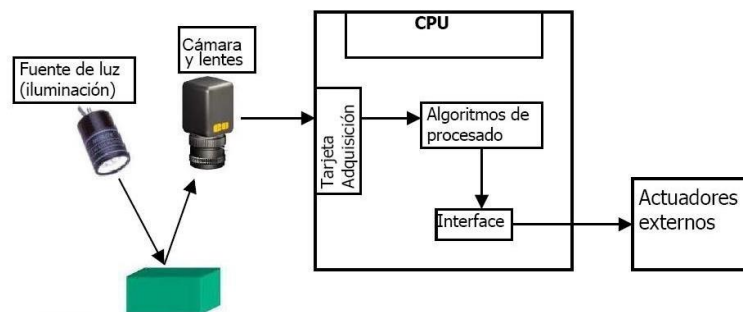 Fuente de luz
(iluminación)
Cámara
y lentes
CPU
Tarjeta
Adquisición
Algoritmos de
procesado
Interface
Actuadores
externos